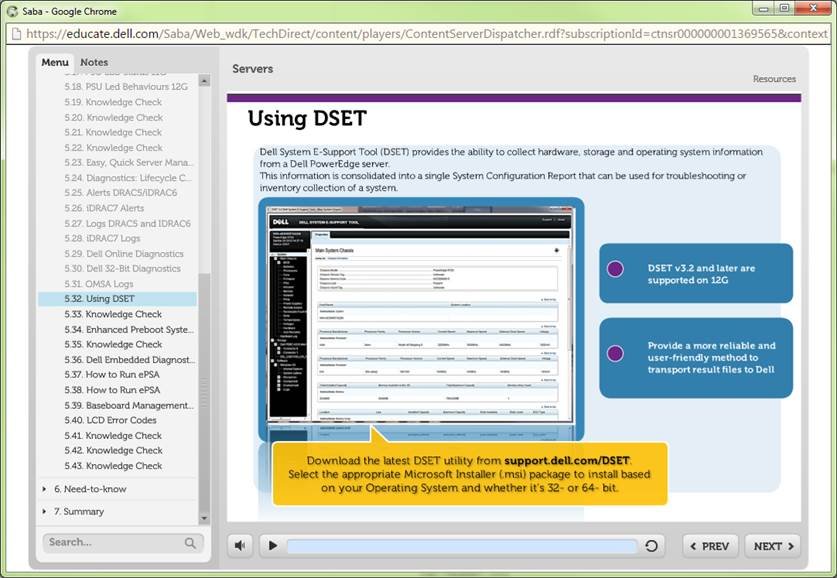 Saba - Google Chrome
https://educate.dell.com/Saba/Web_wdk/TechDirect/content/players/ContentServerDispatcher.rdf?subscriptionId=ctnsr000000001369565&context
Menu Notes
5.18. PSU Led Behaviours 12G
5.19. Knowledge Check
5.20. Knowledge Check
5.21. Knowledge Check
5.22. Knowledge Check
5.23. Easy, Quick Server Mana...
5.24. Diagnostics: Lifecycle C...
5.25. Alerts DRAC5/iDRAC6
5.26. iDRAC7 Alerts
5.27. Logs DRAC5 and IDRAC6
5.28. iDRAC7 Logs
5.29. Dell Online Diagnostics
5.30. Dell 32-Bit Diagnostics
5.31. OMSA Logs
5.32. Using DSET
5.33. Knowledge Check
5.34. Enhanced Preboot Syste...
5.35. Knowledge Check
5.36. Dell Embedded Diagnost...
5.37. How to Run ePSA
5.38. How to Run ePSA
5.39. Baseboard Management...
5.40. LCD Error Codes
5.41. Knowledge Check
5.42. Knowledge Check
5.43. Knowledge Check
6. Need-to-know
7. Summary
Search...
Servers
Resources
Using DSET
Dell System E-Support Tool (DSET) provides the ability to collect hardware, storage and operating system information
from a Dell PowerEdge server.
This information is consolidated into a single System Configuration Report that can be used for troubleshooting or
inventory collection of a system.
DELL DELL SYSTEM E-SUPPORT TOOL
Main System Chassis
DSET v3.2 and later are
supported on 12G
Provide a more reliable and
user-friendly method to
transport result files to Dell
Download the latest DSET utility from support.dell.com/DSET.
Select the appropriate Microsoft Installer (.msi) package to install based
on your Operating System and whether it's 32- or 64- bit.
PREV
NEXT